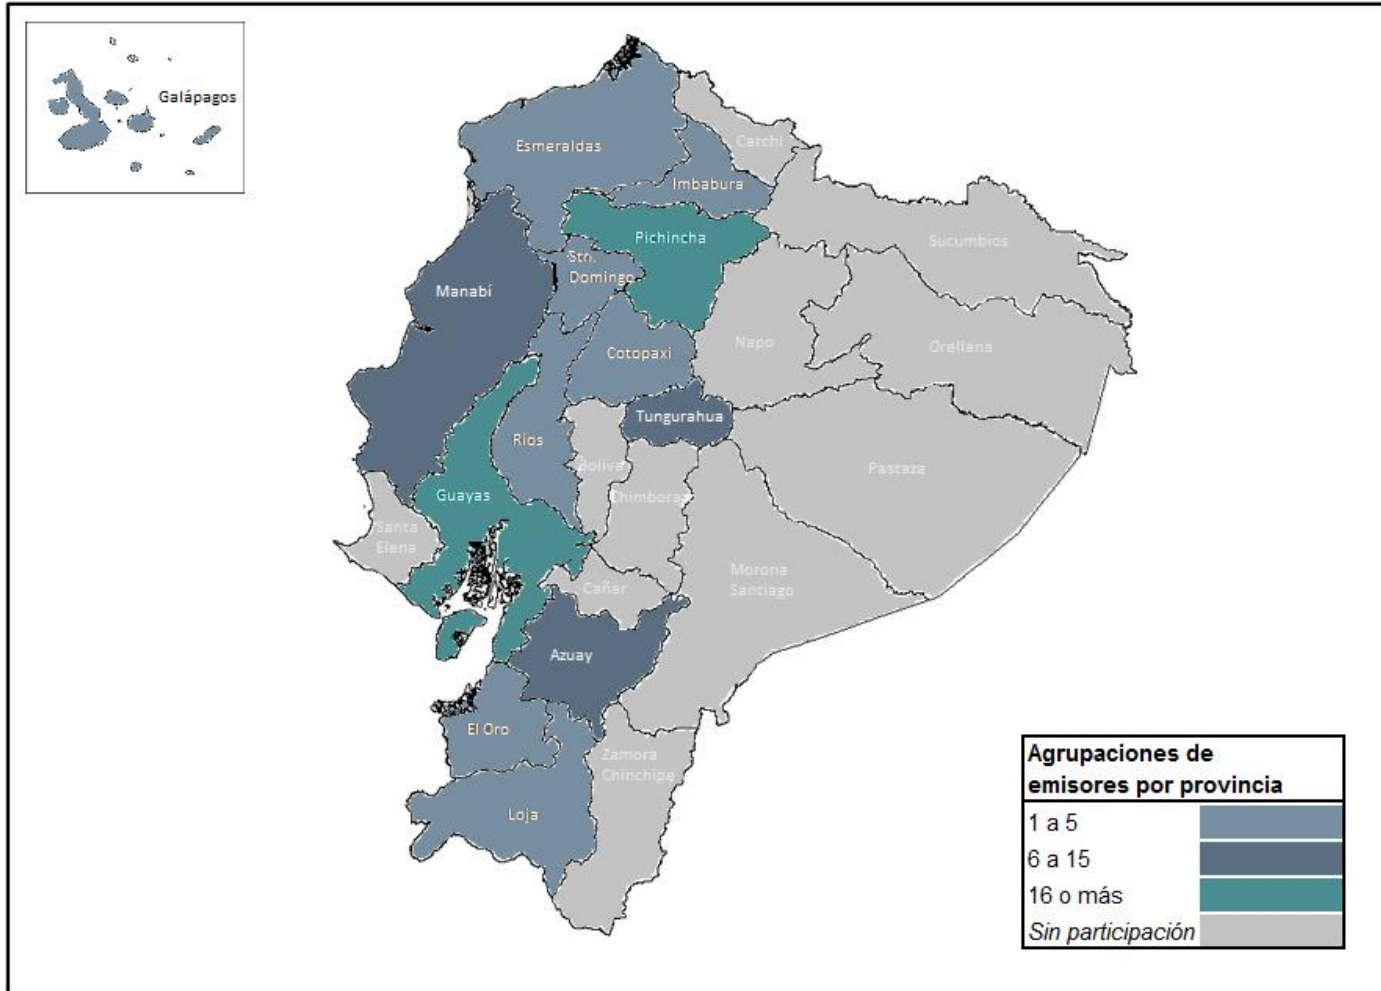 Galápagos
Carchi
Esmeraldas
Imbabura
Sucumbíos
Pichincha
Sto.
Domingo
Manabí
Napo
Orellana
Cotopaxi
Tungurahua
Ríos
Boliva
Pastaza
Guayas
Chimboraz
Santa
Elena
Cañar
Morona
Santiago
Azuay
El Oro
Zamora
Chinchipe
Loja
Agrupaciones de
emisores por provincia
1 a 5
6 a 15
16 o más
Sin participación